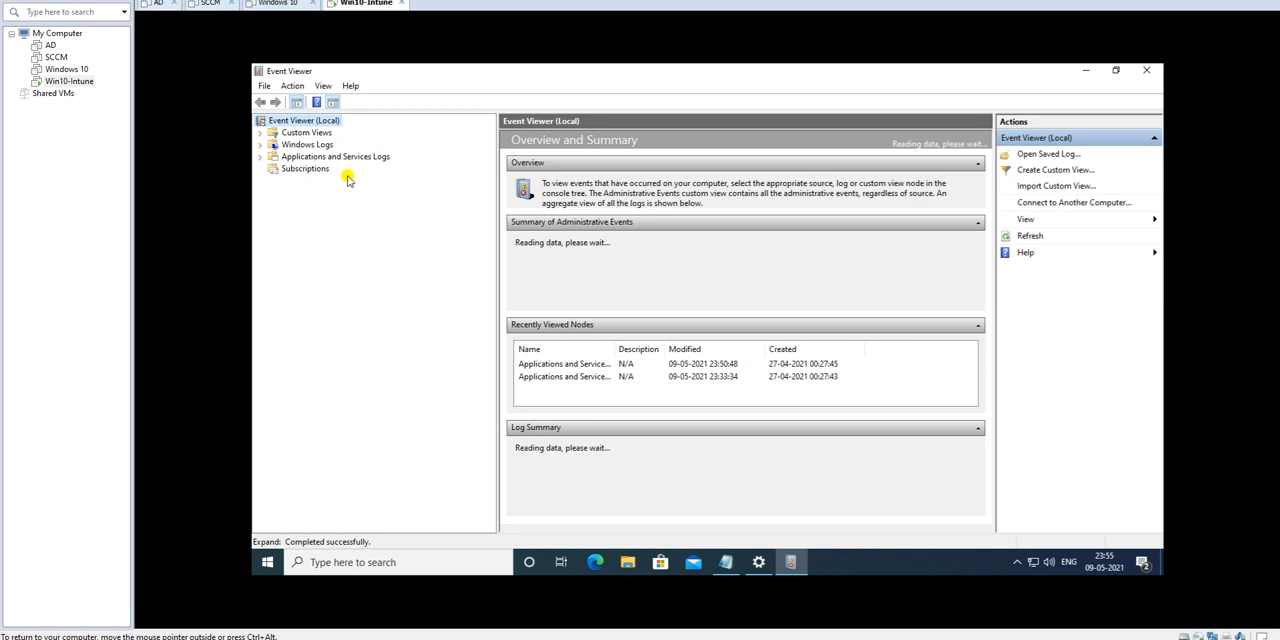 AD
SCCM
Windows 10
Win10-Intune
Type here to search
My Computer
AD
SCCM
Windows 10
Win10-Intune
Shared VMs
Event Viewer
File Action View Help
Event Viewer (Local)
Custom Views
Windows Logs
Applications and Services Logs
Subscriptions
Event Viewer (Local)
Overview and Summary
Reading data, please wait...
Overview
To view events that have occurred on your computer, select the appropriate source, log or custom view node in the
console tree. The Administrative Events custom view contains all the administrative events, regardless of source. An
aggregate view of all the logs is shown below.
Summary of Administrative Events
Reading data, please wait...
Recently Viewed Nodes
Name Description Modified Created
Applications and Service... N/A 09-05-2021 23:50:48 27-04-2021 00:27:45
Applications and Service... N/A 09-05-2021 23:33:34 27-04-2021 00:27:43
Log Summary
Reading data, please wait...
Actions
Event Viewer (Local)
Open Saved Log...
Create Custom View...
Import Custom View...
Connect to Another Computer...
View
Refresh
Help
Expand: Completed successfully.
Type here to search
ENG
23:55
09-05-2021
2
To return to your computer, move the mouse pointer outside or press Ctrl+Alt.